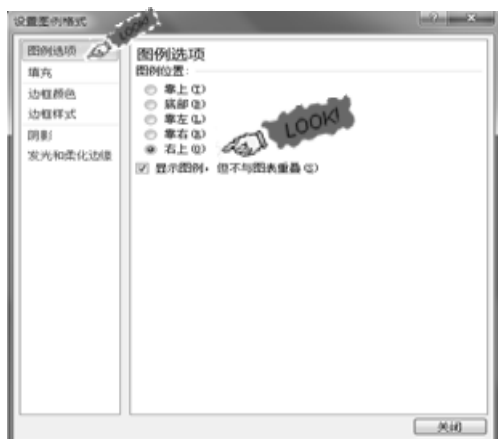 设置图例格式
LOOK!
图例选项
填充
边框颜色
边框样式
阴影
发光和柔化边缘
图例选项
图例位置:
靠上(T)
底部(B)
靠左(L)
靠右(R)
右上(O)
LOOK!
显示图例，但不与图表重叠(S)
关闭